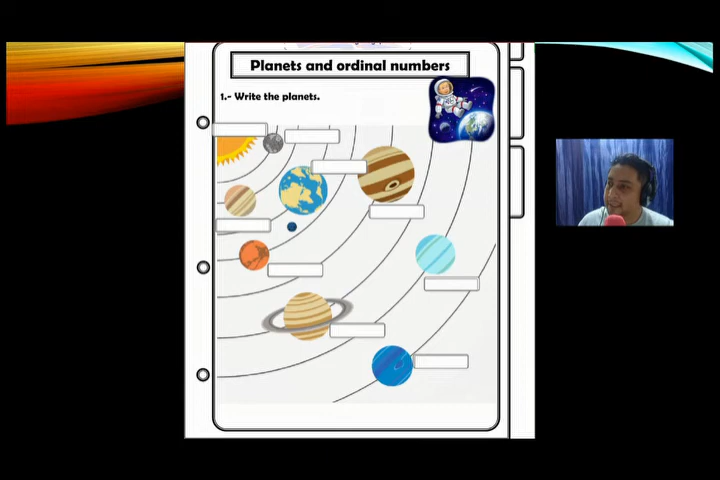 Planets and ordinal numbers
1.- Write the planets.